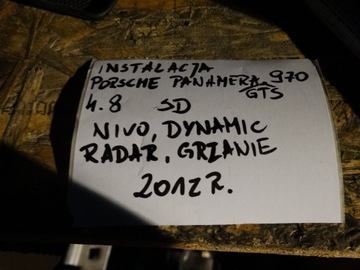 INSTALACJA
PORSCHE PANAMERA 970
GTS
4.8 SD
NIVO, DYNAMIC
RADAR, GRZANIE
2012R.